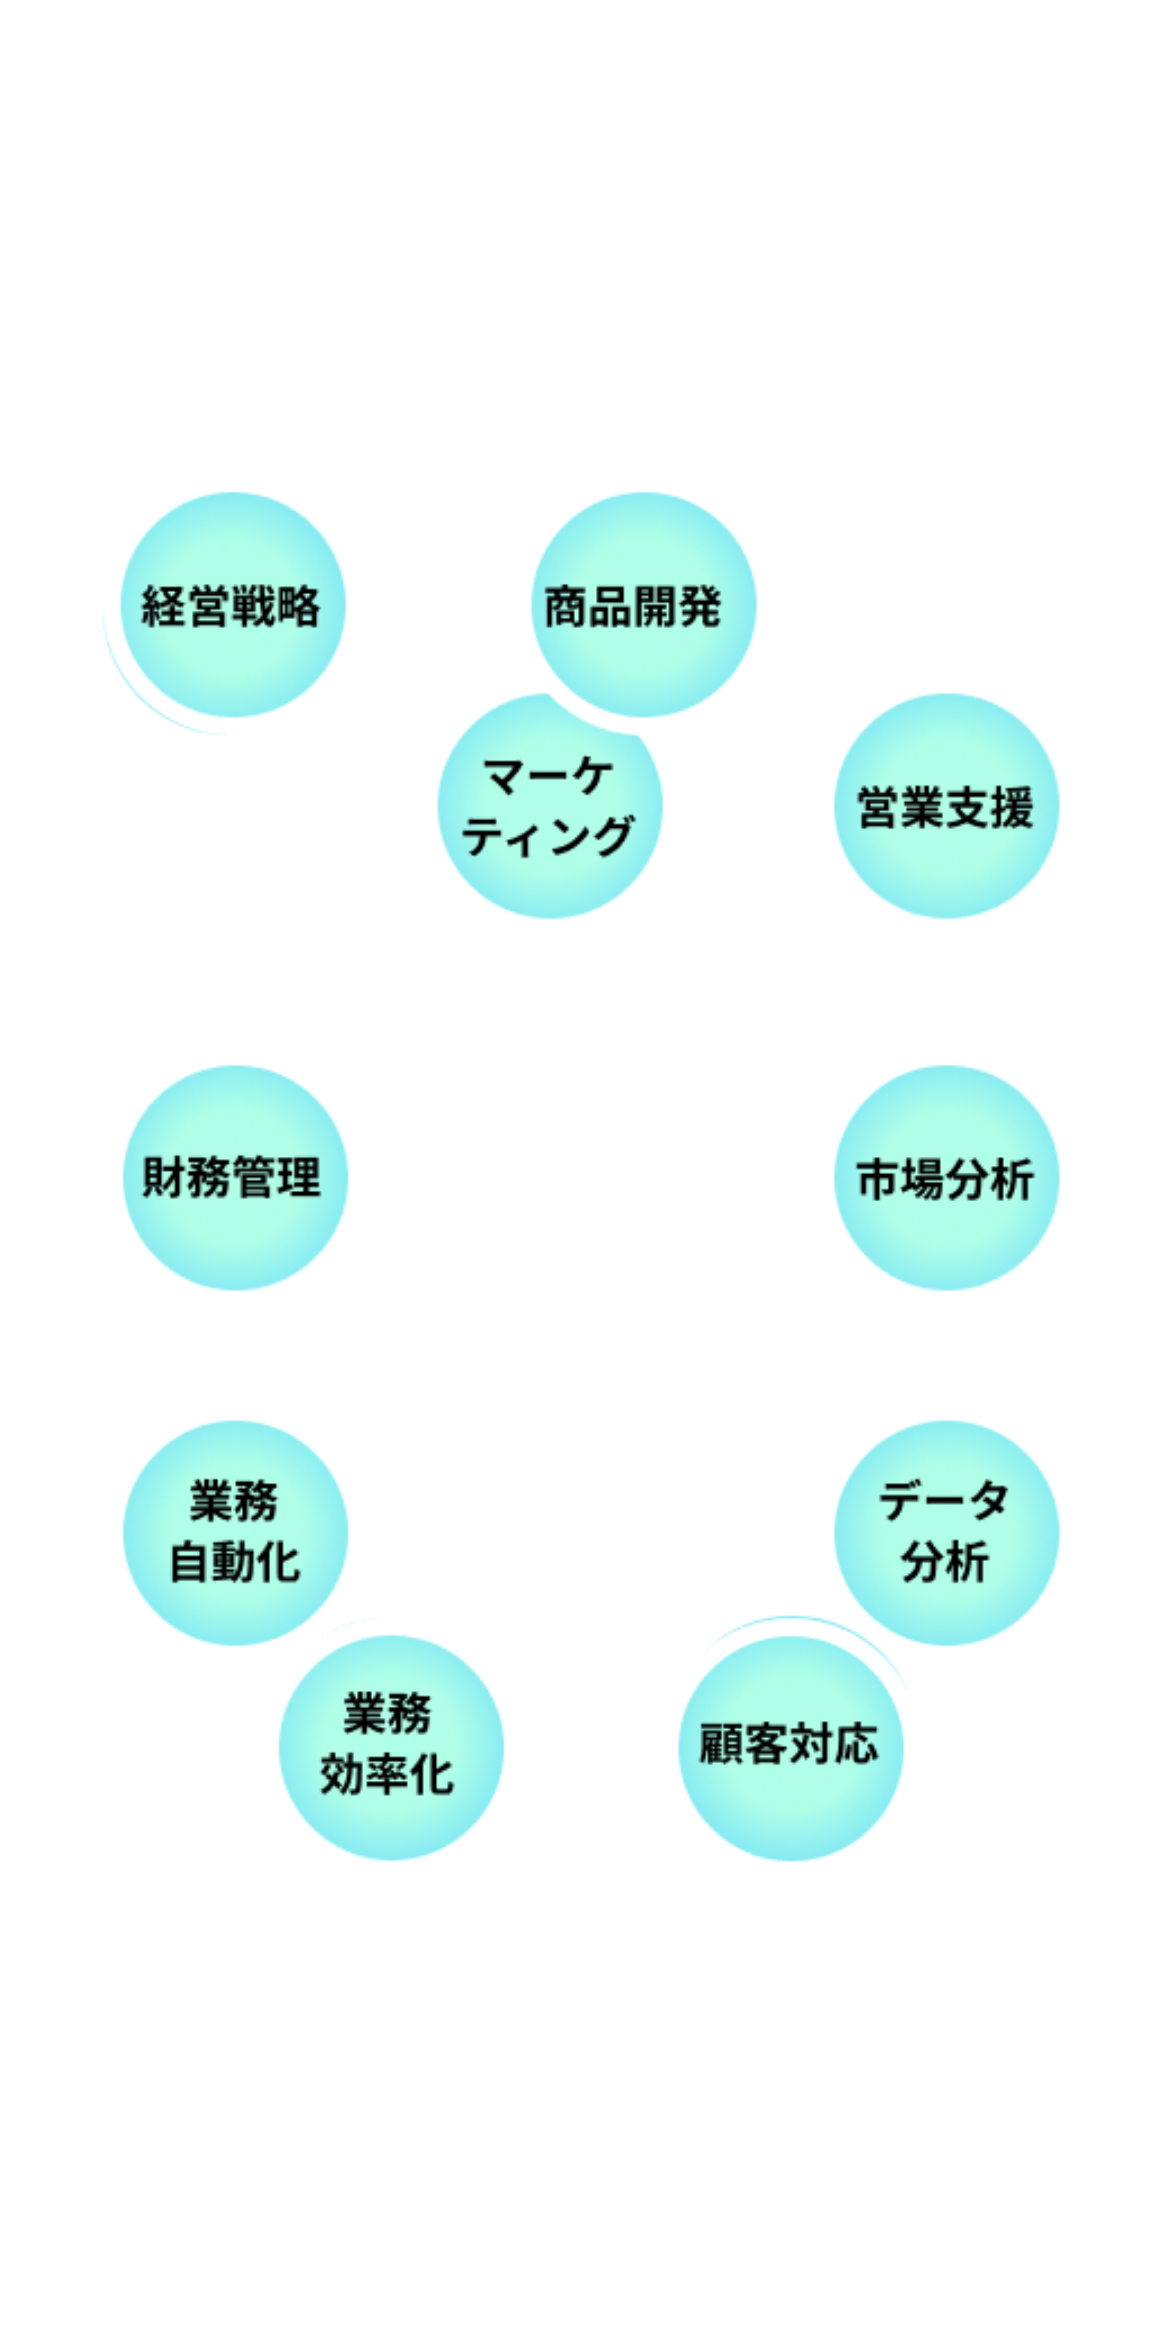 経営戦略
商品開発
マーケ
ティング
営業支援
財務管理
市場分析
業務
自動化
データ
分析
業務
効率化
顧客対応